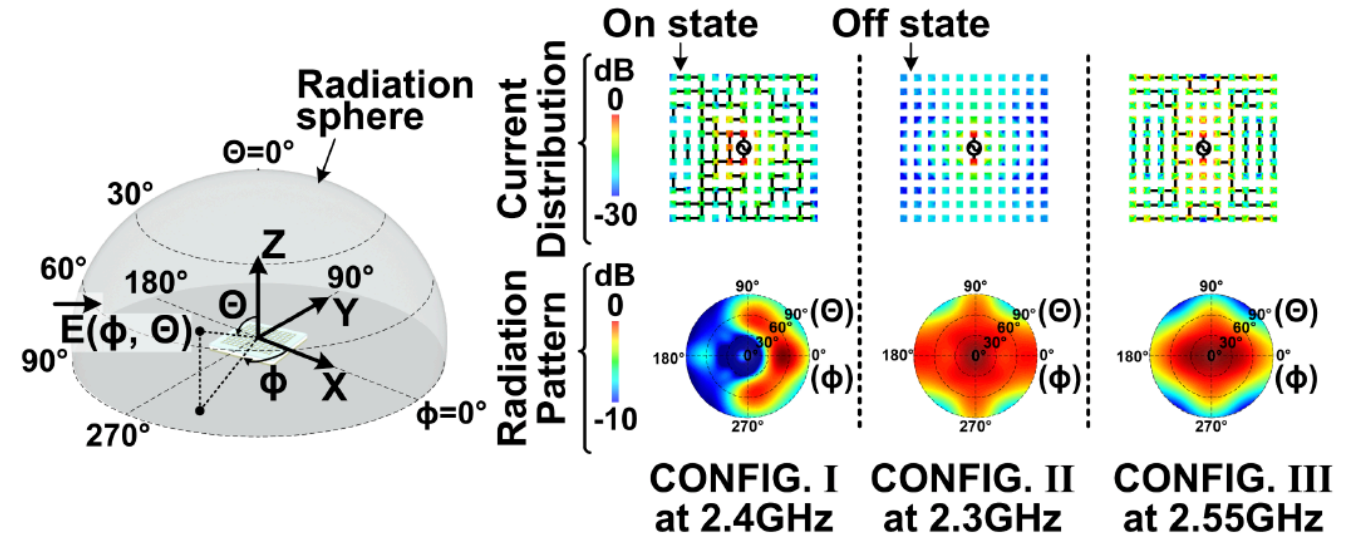 Radiation
sphere
Θ=0°
30°
60°
180°
Z
90°
Θ
Y
E(ϕ, Θ)
90°
ϕ
X
ϕ=0°
270°
On state
Off state
Current
Distribution
dB
0
-30
Radiation
Pattern
dB
0
-10
90°
90° (Θ)
60°
30°
0°
180°
0°
(ϕ)
270°
90°
90° (Θ)
60°
30°
0°
180°
0°
(ϕ)
270°
90°
90° (Θ)
60°
30°
0°
180°
0°
(ϕ)
270°
CONFIG. I
at 2.4GHz
CONFIG. II
at 2.3GHz
CONFIG. III
at 2.55GHz